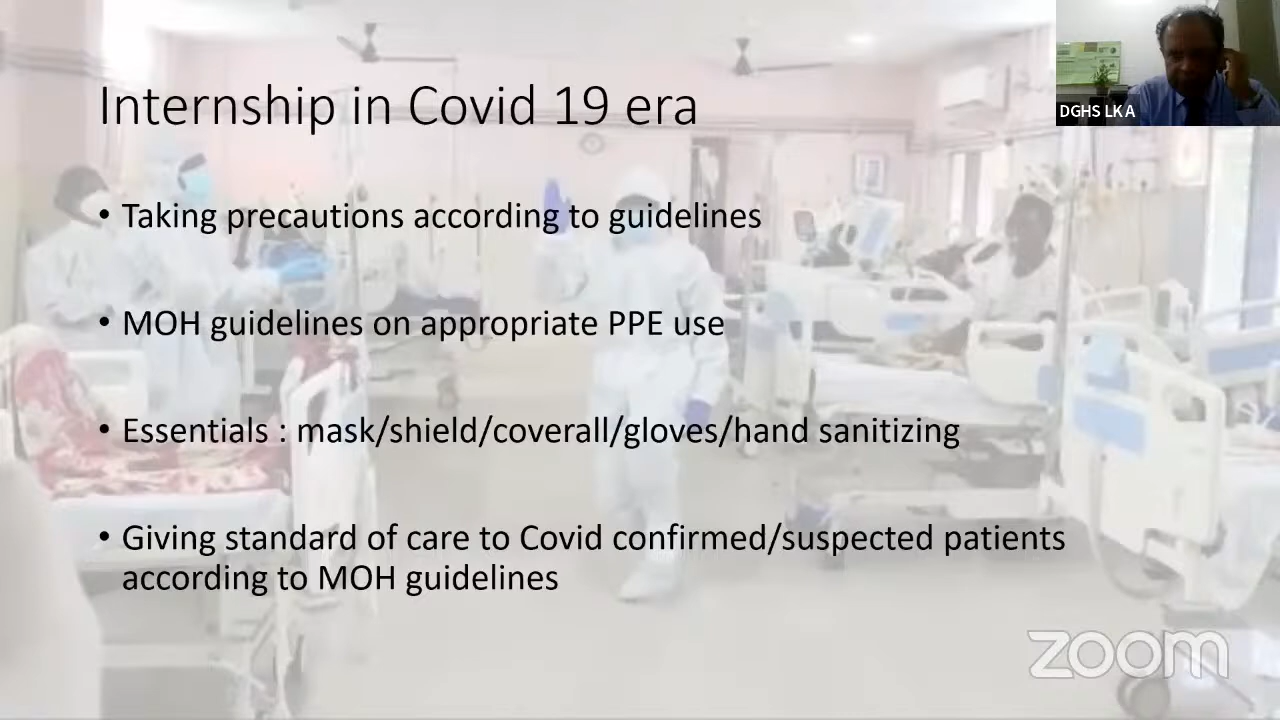 DGHS LKA
Internship in Covid 19 era
• Taking precautions according to guidelines
• MOH guidelines on appropriate PPE use
• Essentials : mask/shield/coverall/gloves/hand sanitizing
• Giving standard of care to Covid confirmed/suspected patients
according to MOH guidelines
zoom